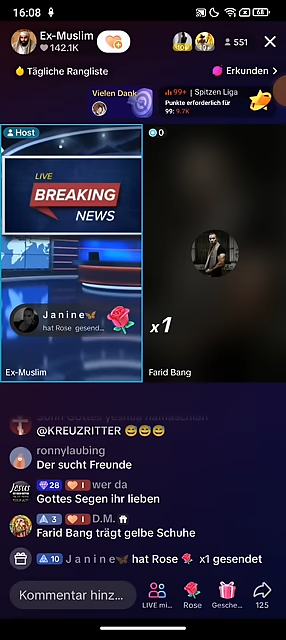 16:08
68
Ex-Muslim
142.1K
551
Tägliche Rangliste
Erkunden >
Vielen Dank
99+ | Spitzen Liga
Punkte erforderlich für
99: 9.7K
Host
0
LIVE
BREAKING
NEWS
Janine
hat Rose gesend...
x1
Ex-Muslim
Farid Bang
@KREUZRITTER 😅😅😅
ronnylaubing
Der sucht Freunde
28 I wer da
Gottes Segen ihr lieben
3 I D.M.
Farid Bang trägt gelbe Schuhe
10 Janine🦋 hat Rose 🌹 x1 gesendet
Kommentar hinz...
LIVE mi...
Rose
Gesche...
125